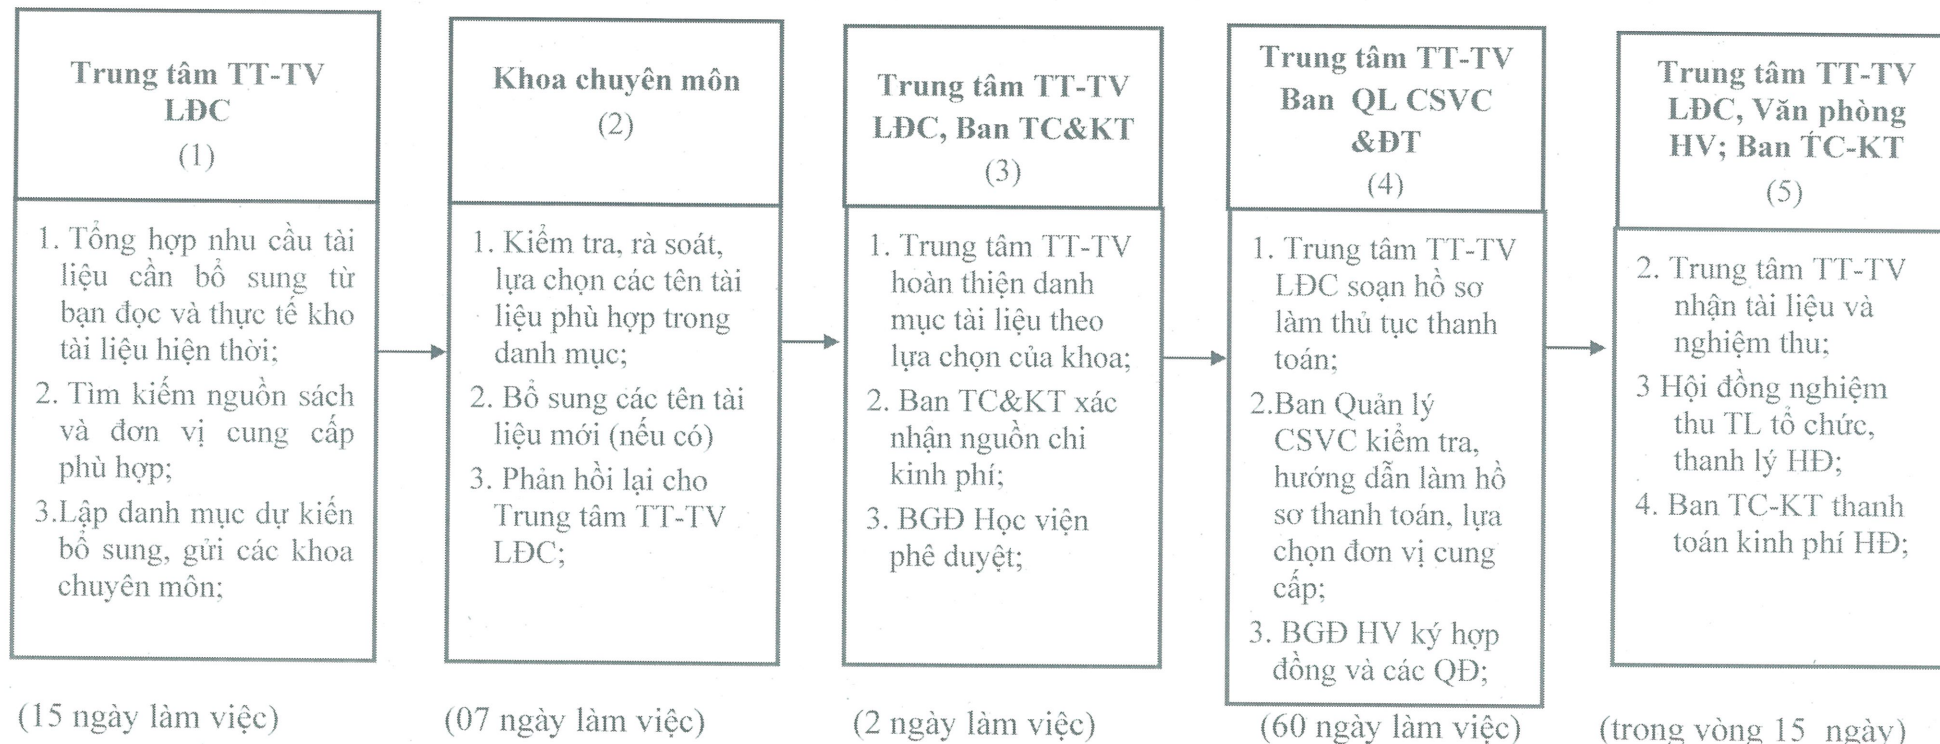 Trung tâm TT-TV
LĐC
(1)
1. Tổng hợp nhu cầu tài
liệu cần bổ sung từ
bạn đọc và thực tế kho
tài liệu hiện thời;
2. Tìm kiếm nguồn sách
và đơn vị cung cấp
phù hợp;
3.Lập danh mục dự kiến
bổ sung, gửi các khoa
chuyên môn;
(15 ngày làm việc)
Khoa chuyên môn
(2)
1. Kiểm tra, rà soát,
lựa chọn các tên tài
liệu phù hợp trong
danh mục;
2. Bổ sung các tên tài
liệu mới (nếu có)
3. Phản hồi lại cho
Trung tâm TT-TV
LĐC;
(07 ngày làm việc)
Trung tâm TT-TV
LĐC, Ban TC&KT
(3)
1. Trung tâm TT-TV
hoàn thiện danh
mục tài liệu theo
lựa chọn của khoa;
2. Ban TC&KT xác
nhận nguồn chi
kinh phí;
3. BGĐ Học viện
phê duyệt;
(2 ngày làm việc)
Trung tâm TT-TV
Ban QL CSVC
&ĐT
(4)
1. Trung tâm TT-TV
LĐC soạn hồ sơ
làm thủ tục thanh
toán;
2.Ban Quản lý
CSVC kiểm tra,
hướng dẫn làm hồ
sơ thanh toán, lựa
chọn đơn vị cung
cấp;
3. BGĐ HV ký hợp
đồng và các QĐ;
(60 ngày làm việc)
Trung tâm TT-TV
LĐC, Văn phòng
HV; Ban TC-KT
(5)
2. Trung tâm TT-TV
nhận tài liệu và
nghiệm thu;
3 Hội đồng nghiệm
thu TL tổ chức,
thanh lý HĐ;
4. Ban TC-KT thanh
toán kinh phí HĐ;
(trong vòng 15 ngày)